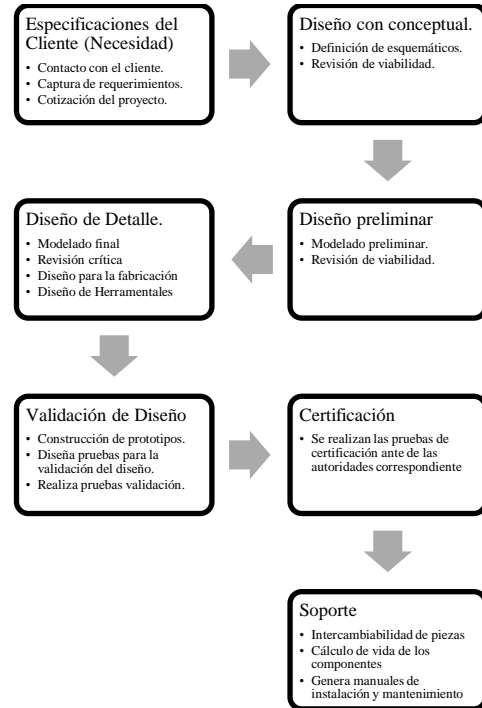 Especificaciones del
Cliente (Necesidad)
• Contacto con el cliente.
• Captura de requerimientos.
• Cotización del proyecto.
Diseño con conceptual.
• Definición de esquemáticos.
• Revisión de viabilidad.
Diseño preliminar
• Modelado preliminar.
• Revisión de viabilidad.
Diseño de Detalle.
• Modelado final
• Revisión crítica
• Diseño para la fabricación
• Diseño de Herramentales
Validación de Diseño
• Construcción de prototipos.
• Diseña pruebas para la
validación del diseño.
• Realiza pruebas validación.
Certificación
• Se realizan las pruebas de
certificación ante de las
autoridades correspondiente
Soporte
• Intercambiabilidad de piezas
• Cálculo de vida de los
componentes
• Genera manuales de
instalación y mantenimiento